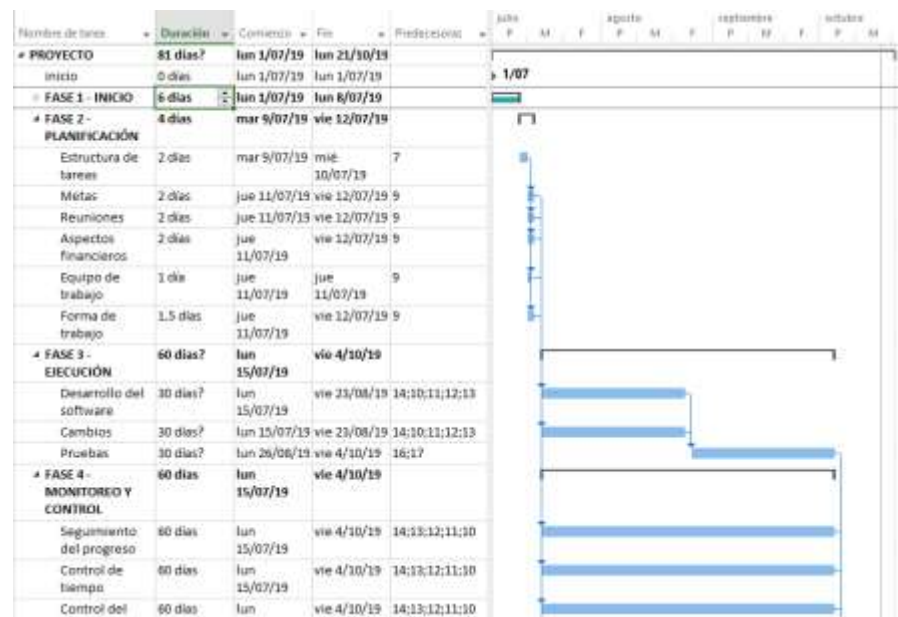 julio agosto septiembre octubre
Nombre de tarea Duración Comienzo Fin Predecesoras P M F P M F P M F P M
PROYECTO 81 días? lun 1/07/19 lun 21/10/19
inicio 0 días lun 1/07/19 lun 1/07/19 1/07
FASE 1 - INICIO 6 días lun 1/07/19 lun 8/07/19
FASE 2 - 4 días mar 9/07/19 vie 12/07/19
PLANIFICACIÓN
Estructura de 2 días mar 9/07/19 mié 7
tareas 10/07/19
Metas 2 días jue 11/07/19 vie 12/07/19 9
Reuniones 2 días jue 11/07/19 vie 12/07/19 9
Aspectos 2 días jue vie 12/07/19 9
financieros 11/07/19
Equipo de 1 día jue jue 9
trabajo 11/07/19 11/07/19
Forma de 1.5 días jue vie 12/07/19 9
trabajo 11/07/19
FASE 3 - 60 días? lun vie 4/10/19
EJECUCIÓN 15/07/19
Desarrollo del 30 días? lun vie 23/08/19 14;10;11;12;13
software 15/07/19
Cambios 30 días? lun 15/07/19 vie 23/08/19 14;10;11;12;13
Pruebas 30 días? lun 26/08/19 vie 4/10/19 16;17
FASE 4 - 60 días lun vie 4/10/19
MONITOREO Y 15/07/19
CONTROL
Seguimiento 60 días lun vie 4/10/19 14;13;12;11;10
del progreso 15/07/19
Control de 60 días lun vie 4/10/19 14;13;12;11;10
tiempo 15/07/19
Control del 60 días lun vie 4/10/19 14;13;12;11;10